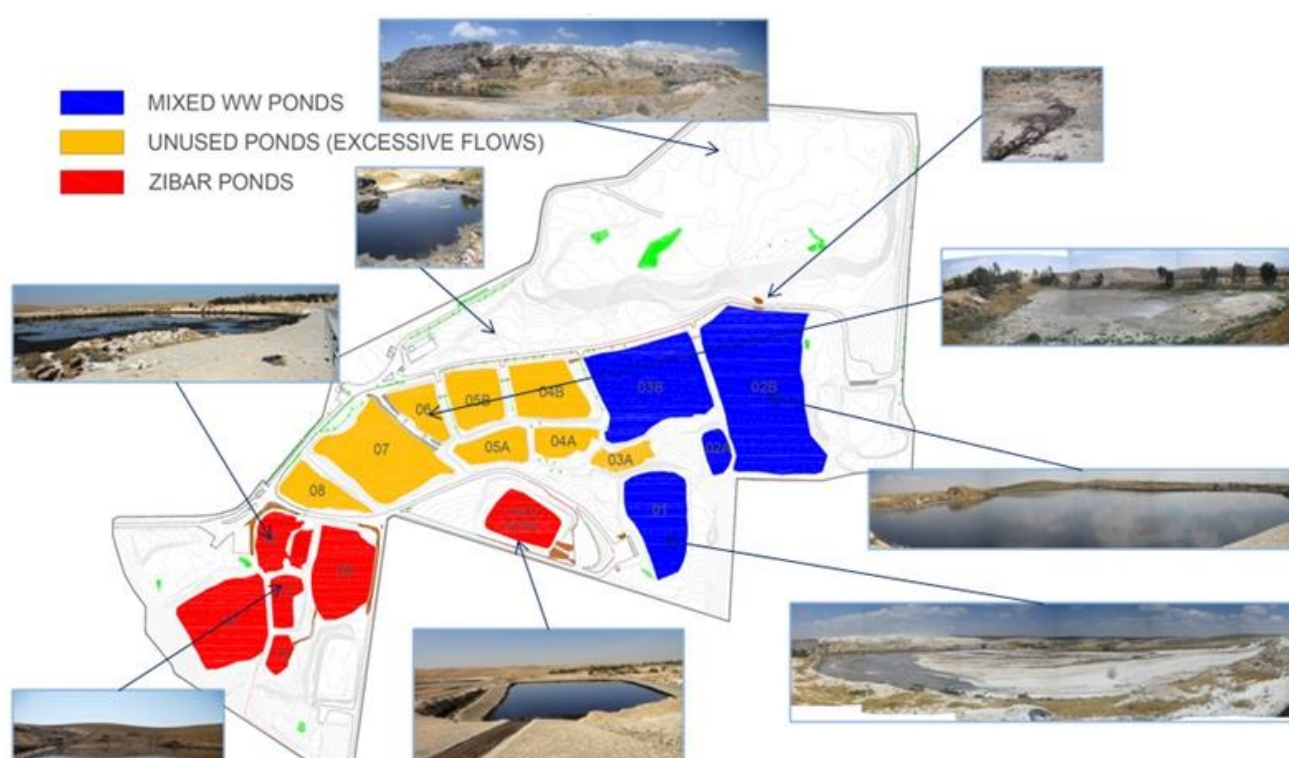 MIXED WW PONDS
UNUSED PONDS (EXCESSIVE FLOWS)
ZIBAR PONDS
02B
03B
04B
05B
06
07
02A
04A
05A
03A
08
01